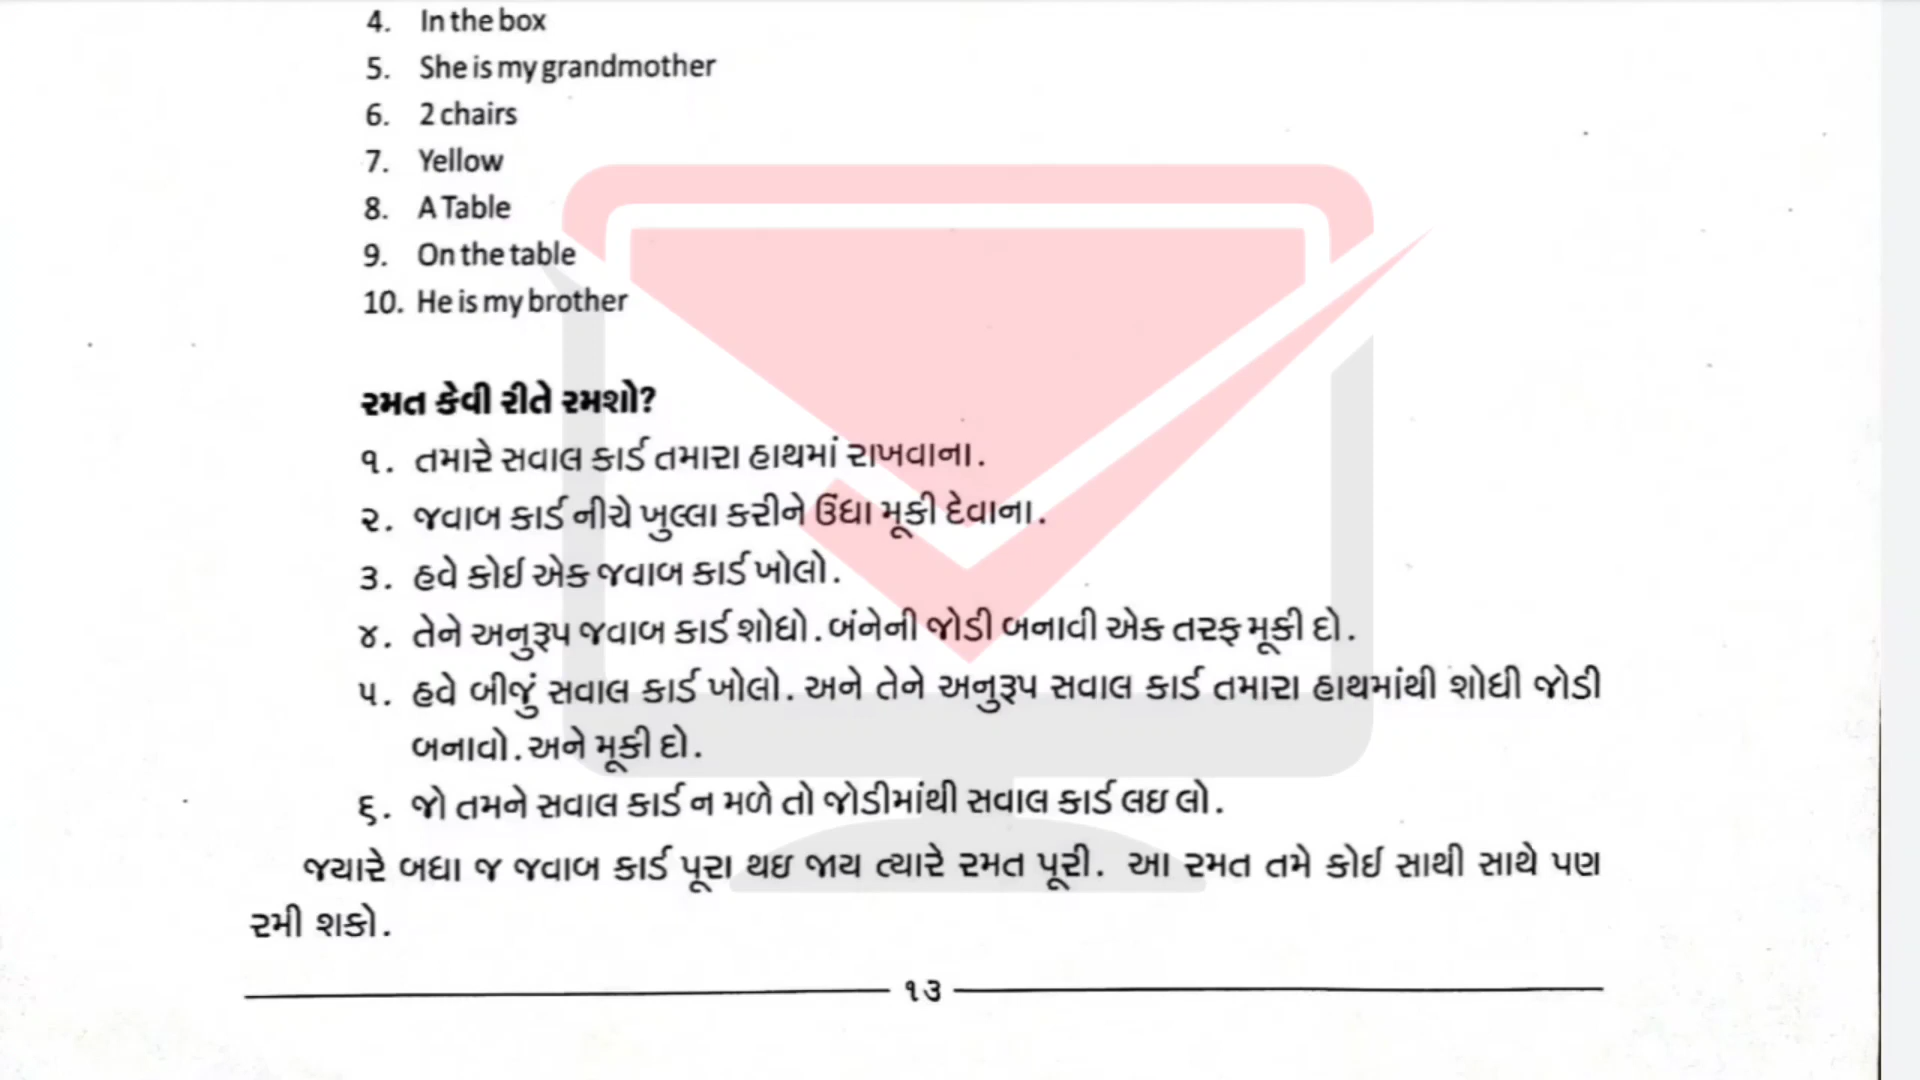 4. In the box
5. She is my grandmother
6. 2 chairs
7. Yellow
8. A Table
9. On the table
10. He is my brother
રમત કેવી રીતે રમશો?
૧. તમારે સવાલ કાર્ડ તમારા હાથમાં રાખવાના.
૨. જવાબ કાર્ડ નીચે ખુલ્લા કરીને ઉંધા મૂકી દેવાના.
૩. હવે કોઈ એક જવાબ કાર્ડ ખોલો.
૪. તેને અનુરૂપ જવાબ કાર્ડ શોધો. બંનેની જોડી બનાવી એક તરફ મૂકી દો.
૫. હવે બીજું સવાલ કાર્ડ ખોલો. અને તેને અનુરૂપ સવાલ કાર્ડ તમારા હાથમાંથી શોધી જોડી
બનાવો. અને મૂકી દો.
૬. જો તમને સવાલ કાર્ડ ન મળે તો જોડીમાંથી સવાલ કાર્ડ લઇ લો.
જ્યારે બધા જ જવાબ કાર્ડ પૂરા થઇ જાય ત્યારે રમત પૂરી. આ રમત તમે કોઈ સાથી સાથે પણ
રમી શકો.
૧૩